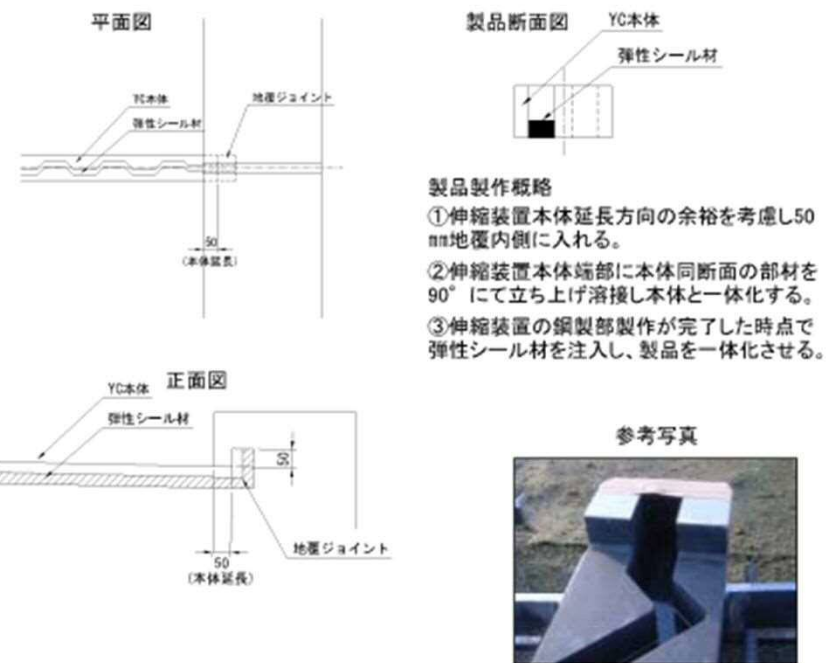 平面図
YC本体
弾性シール材
地覆ジョイント
50
(本体延長)
製品断面図
YC本体
弾性シール材
製品製作概略
①伸縮装置本体延長方向の余裕を考慮し50
mm地覆内側に入れる。
②伸縮装置本体端部に本体同断面の部材を
90°にて立ち上げ溶接し本体と一体化する。
③伸縮装置の鋼製部製作が完了した時点で
弾性シール材を注入し、製品を一体化させる。
正面図
YC本体
弾性シール材
50
地覆ジョイント
50
(本体延長)
参考写真